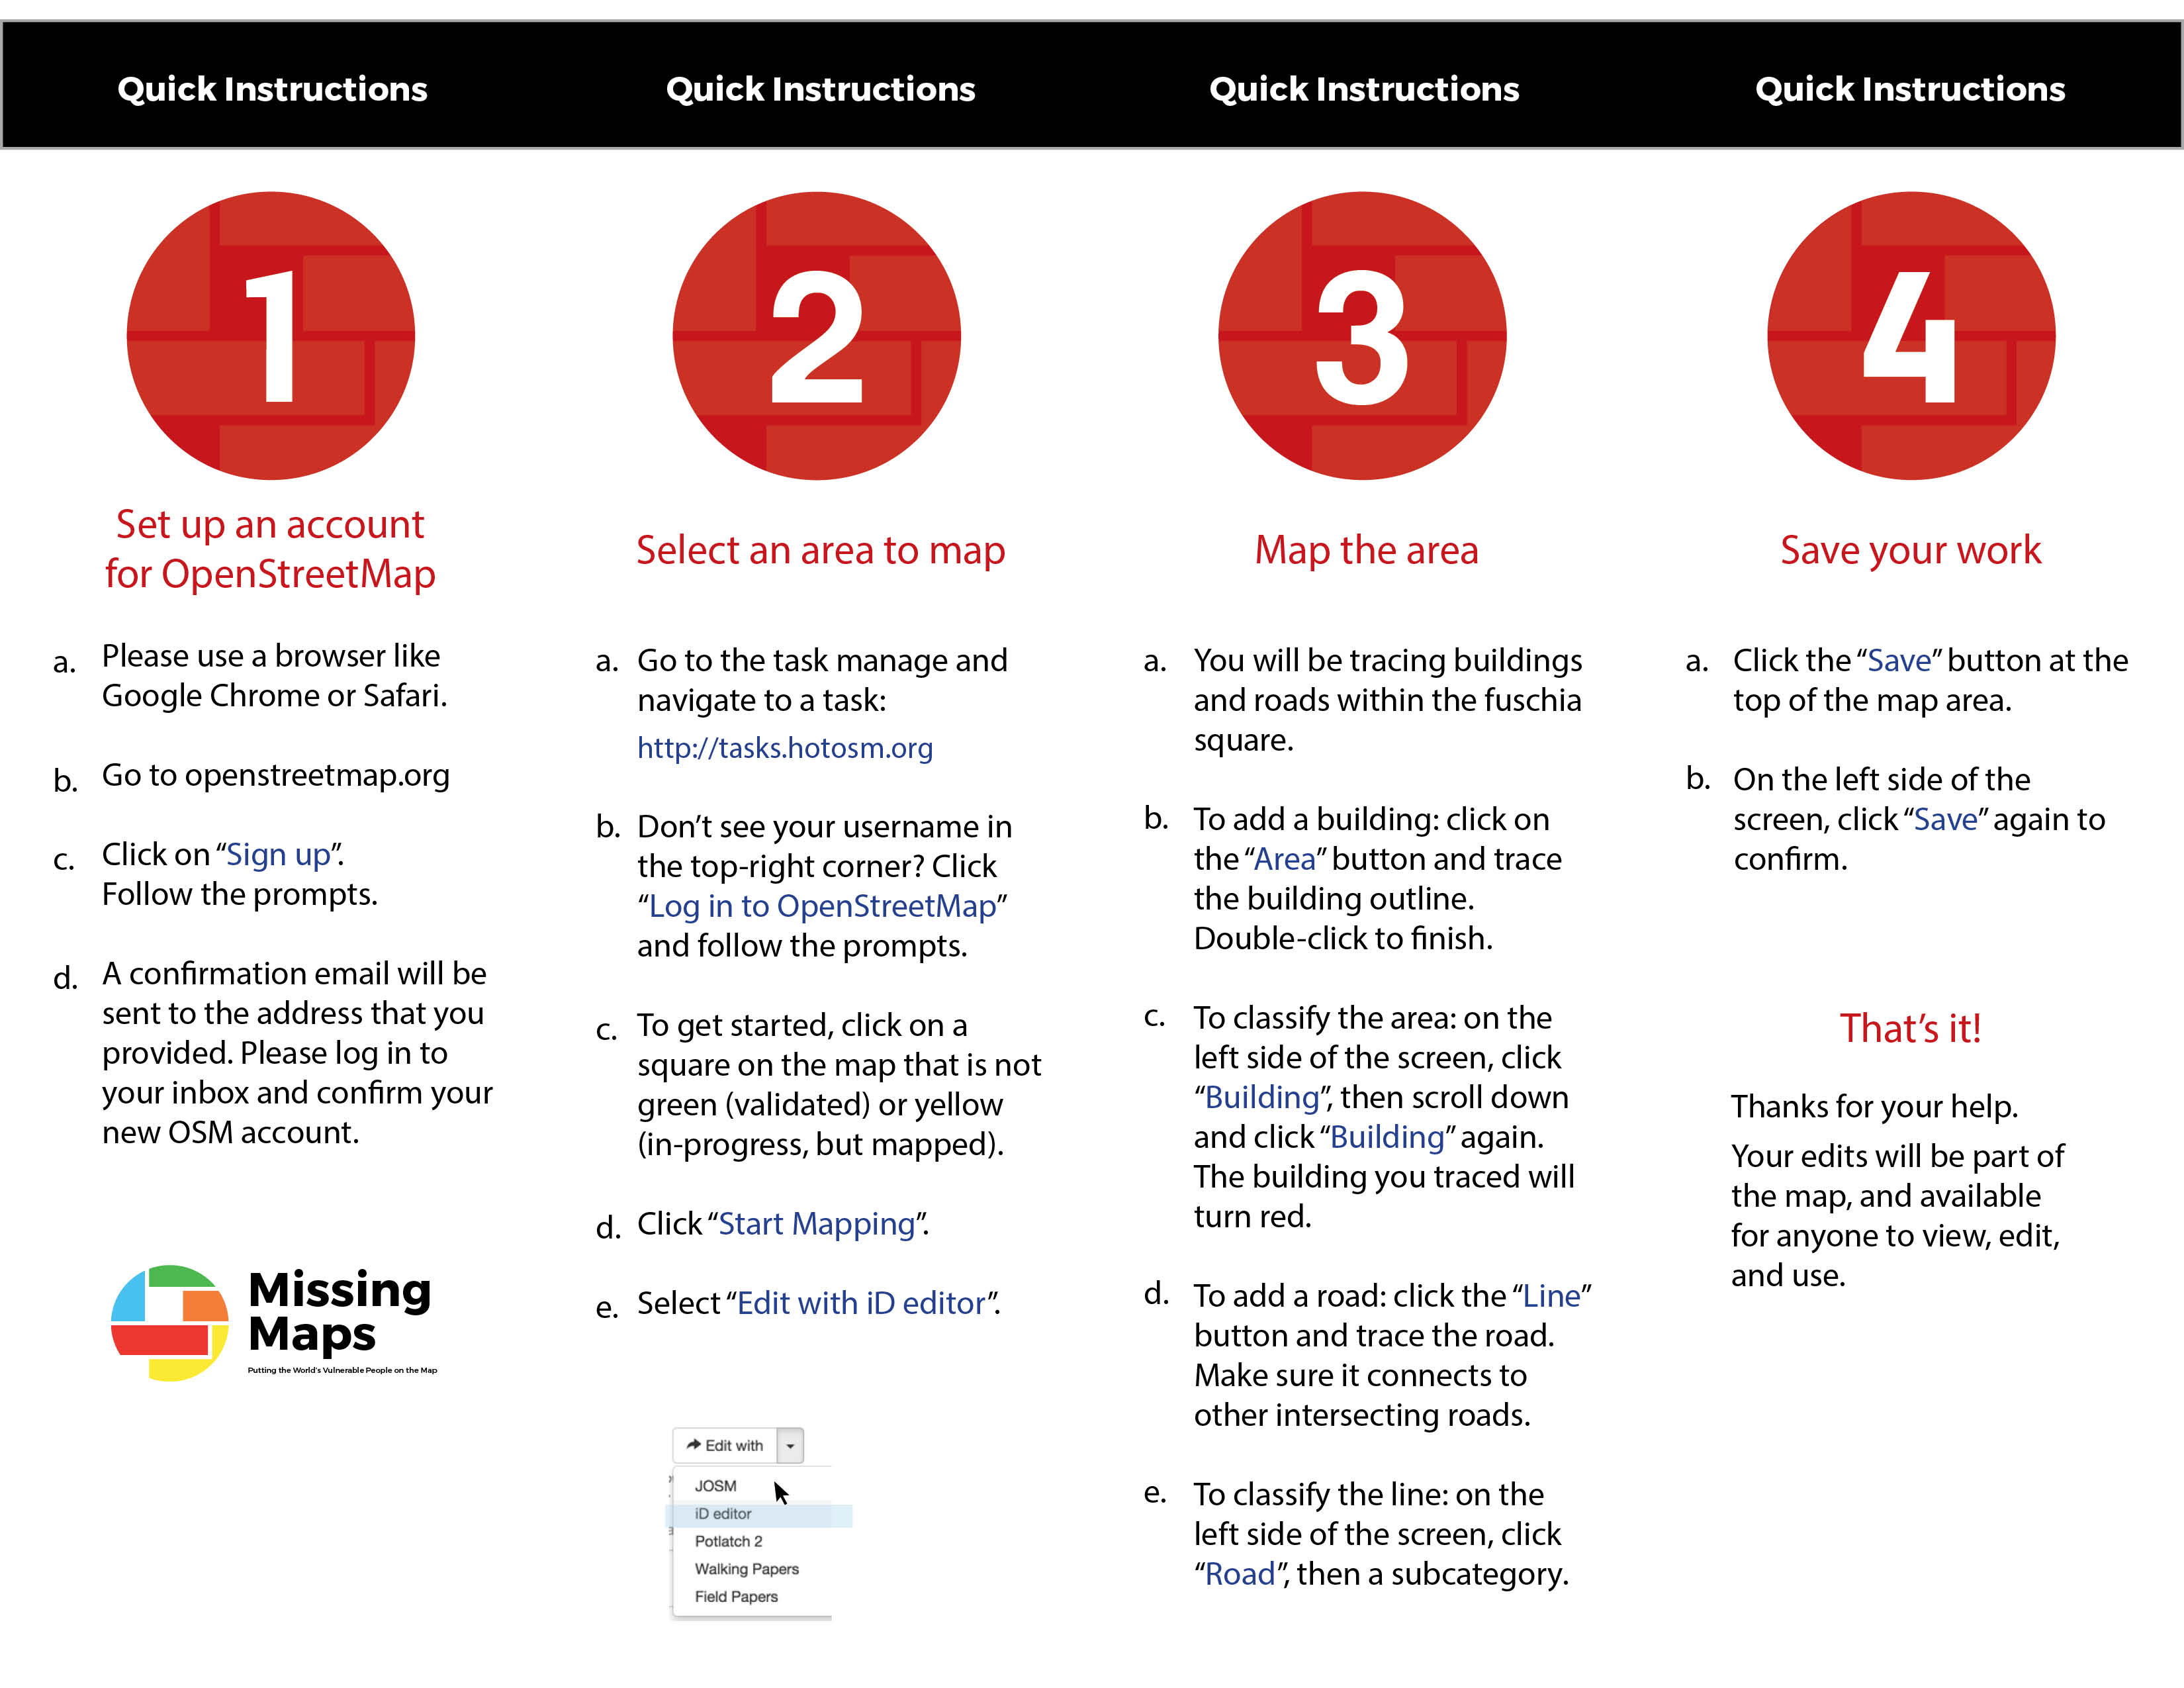 Quick Instructions
1
Set up an account
for OpenStreetMap
a. Please use a browser like
Google Chrome or Safari.
b. Go to openstreetmap.org
c. Click on “Sign up”.
Follow the prompts.
d. A confirmation email will be
sent to the address that you
provided. Please log in to
your inbox and confirm your
new OSM account.
Missing
Maps
Putting the World's Vulnerable People on the Map
Quick Instructions
2
Select an area to map
a. Go to the task manage and
navigate to a task:
http://tasks.hotosm.org
b. Don’t see your username in
the top-right corner? Click
“Log in to OpenStreetMap”
and follow the prompts.
c. To get started, click on a
square on the map that is not
green (validated) or yellow
(in-progress, but mapped).
d. Click “Start Mapping”.
e. Select “Edit with iD editor”.
Edit with
JOSM
iD editor
Potlatch 2
Walking Papers
Field Papers
Quick Instructions
3
Map the area
a. You will be tracing buildings
and roads within the fuschia
square.
b. To add a building: click on
the “Area” button and trace
the building outline.
Double-click to finish.
c. To classify the area: on the
left side of the screen, click
“Building”, then scroll down
and click “Building” again.
The building you traced will
turn red.
d. To add a road: click the “Line”
button and trace the road.
Make sure it connects to
other intersecting roads.
e. To classify the line: on the
left side of the screen, click
“Road”, then a subcategory.
Quick Instructions
4
Save your work
a. Click the “Save” button at the
top of the map area.
b. On the left side of the
screen, click “Save” again to
confirm.
That’s it!
Thanks for your help.
Your edits will be part of
the map, and available
for anyone to view, edit,
and use.